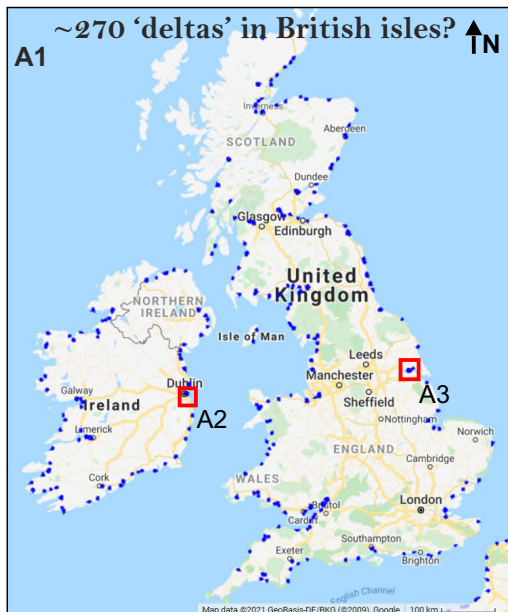 ~270 ‘deltas’ in British isles?
N
A1
Inverness
Aberdeen
SCOTLAND
Dundee
Glasgow
Edinburgh
United
Kingdom
NORTHERN
IRELAND
Isle of Man
Leeds
Dublin
Manchester
Galway
Ireland
A2
Sheffield
A3
Limerick
Nottingham
Norwich
ENGLAND
Cambridge
Cork
WALES
London
Bristol
Cardiff
Southampton
Exeter
Brighton
English Channel
Map data ©2021 GeoBasis-DE/BKG (©2009), Google
100 km